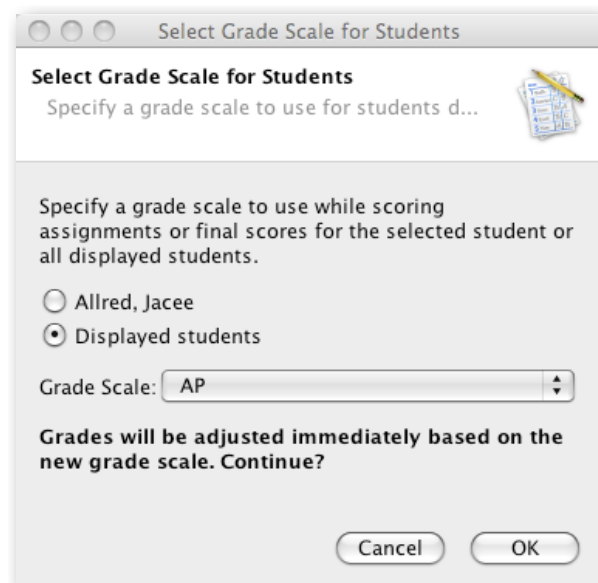 Select Grade Scale for Students
Select Grade Scale for Students
Specify a grade scale to use for students d...
Specify a grade scale to use while scoring
assignments or final scores for the selected student or
all displayed students.
Allred, Jacee
Displayed students
Grade Scale: AP
Grades will be adjusted immediately based on the
new grade scale. Continue?
Cancel OK